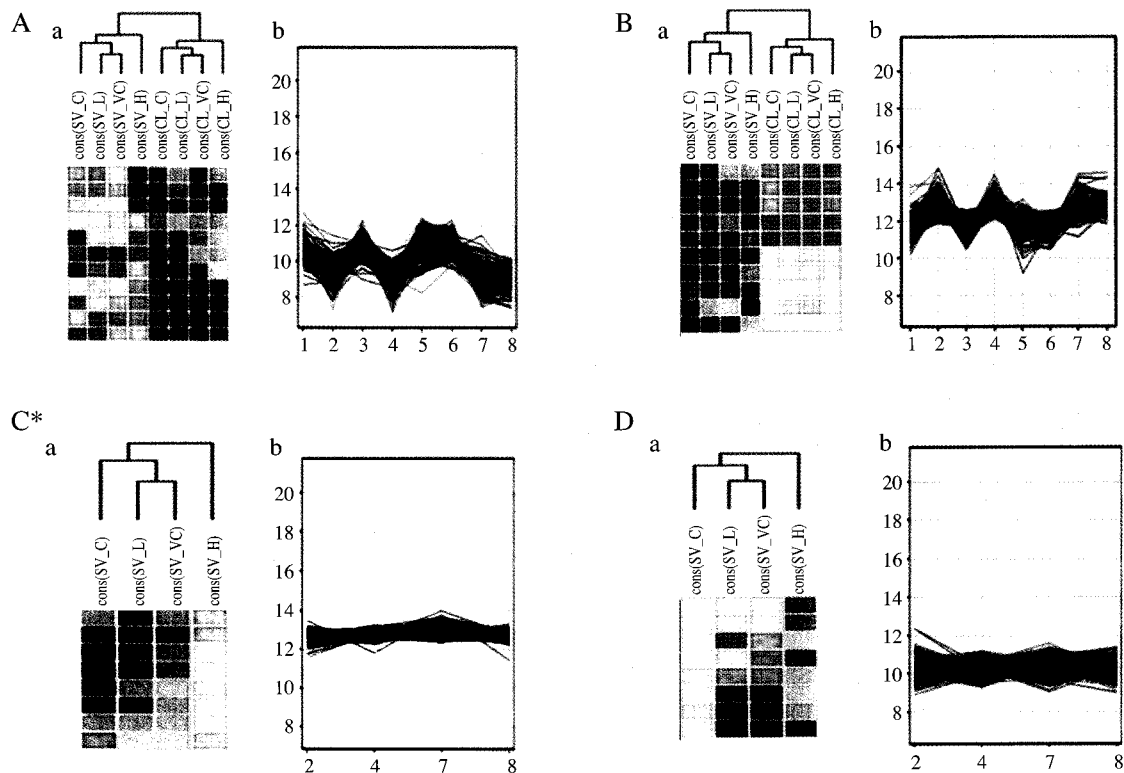 A
a
b
cons(SV_C)
cons(SV_L)
cons(SV_VC)
cons(SV_H)
cons(CL_C)
cons(CL_L)
cons(CL_VC)
cons(CL_H)
20
18
16
14
12
10
8
1 2 3 4 5 6 7 8
B
a
b
cons(SV_C)
cons(SV_L)
cons(SV_VC)
cons(SV_H)
cons(CL_C)
cons(CL_L)
cons(CL_VC)
cons(CL_H)
20
18
16
14
12
10
8
1 2 3 4 5 6 7 8
C*
a
b
cons(SV_C)
cons(SV_L)
cons(SV_VC)
cons(SV_H)
20
18
16
14
12
10
8
2 4 7 8
D
a
b
cons(SV_C)
cons(SV_L)
cons(SV_VC)
cons(SV_H)
20
18
16
14
12
10
8
2 4 7 8